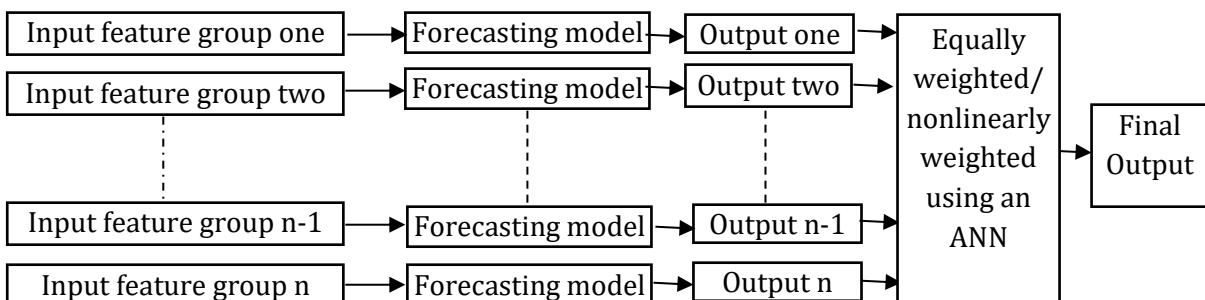 Input feature group one
Forecasting model
Output one
Input feature group two
Forecasting model
Output two
Input feature group n-1
Forecasting model
Output n-1
Input feature group n
Forecasting model
Output n
Equally
weighted/
nonlinearly
weighted
using an
ANN
Final
Output